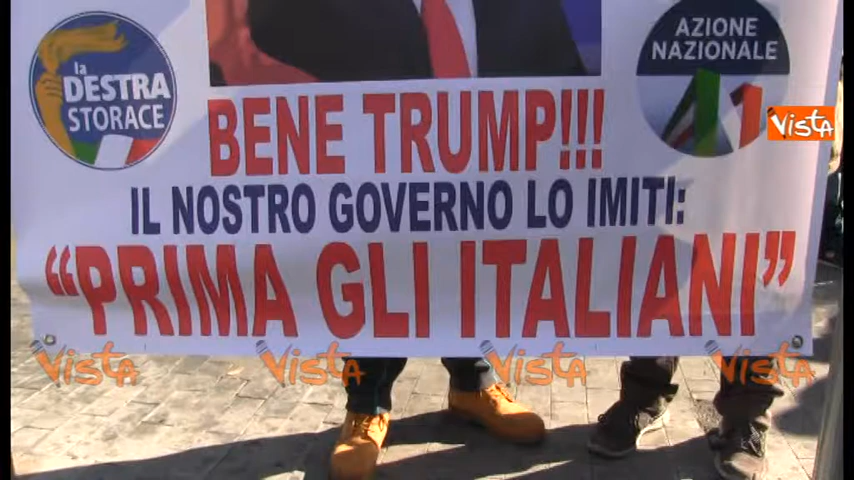 la
DESTRA
STORACE
AZIONE
NAZIONALE
VISTA
BENE TRUMP!!!
IL NOSTRO GOVERNO LO IMITI:
“PRIMA GLI ITALIANI”
VISTA VISTA VISTA VISTA